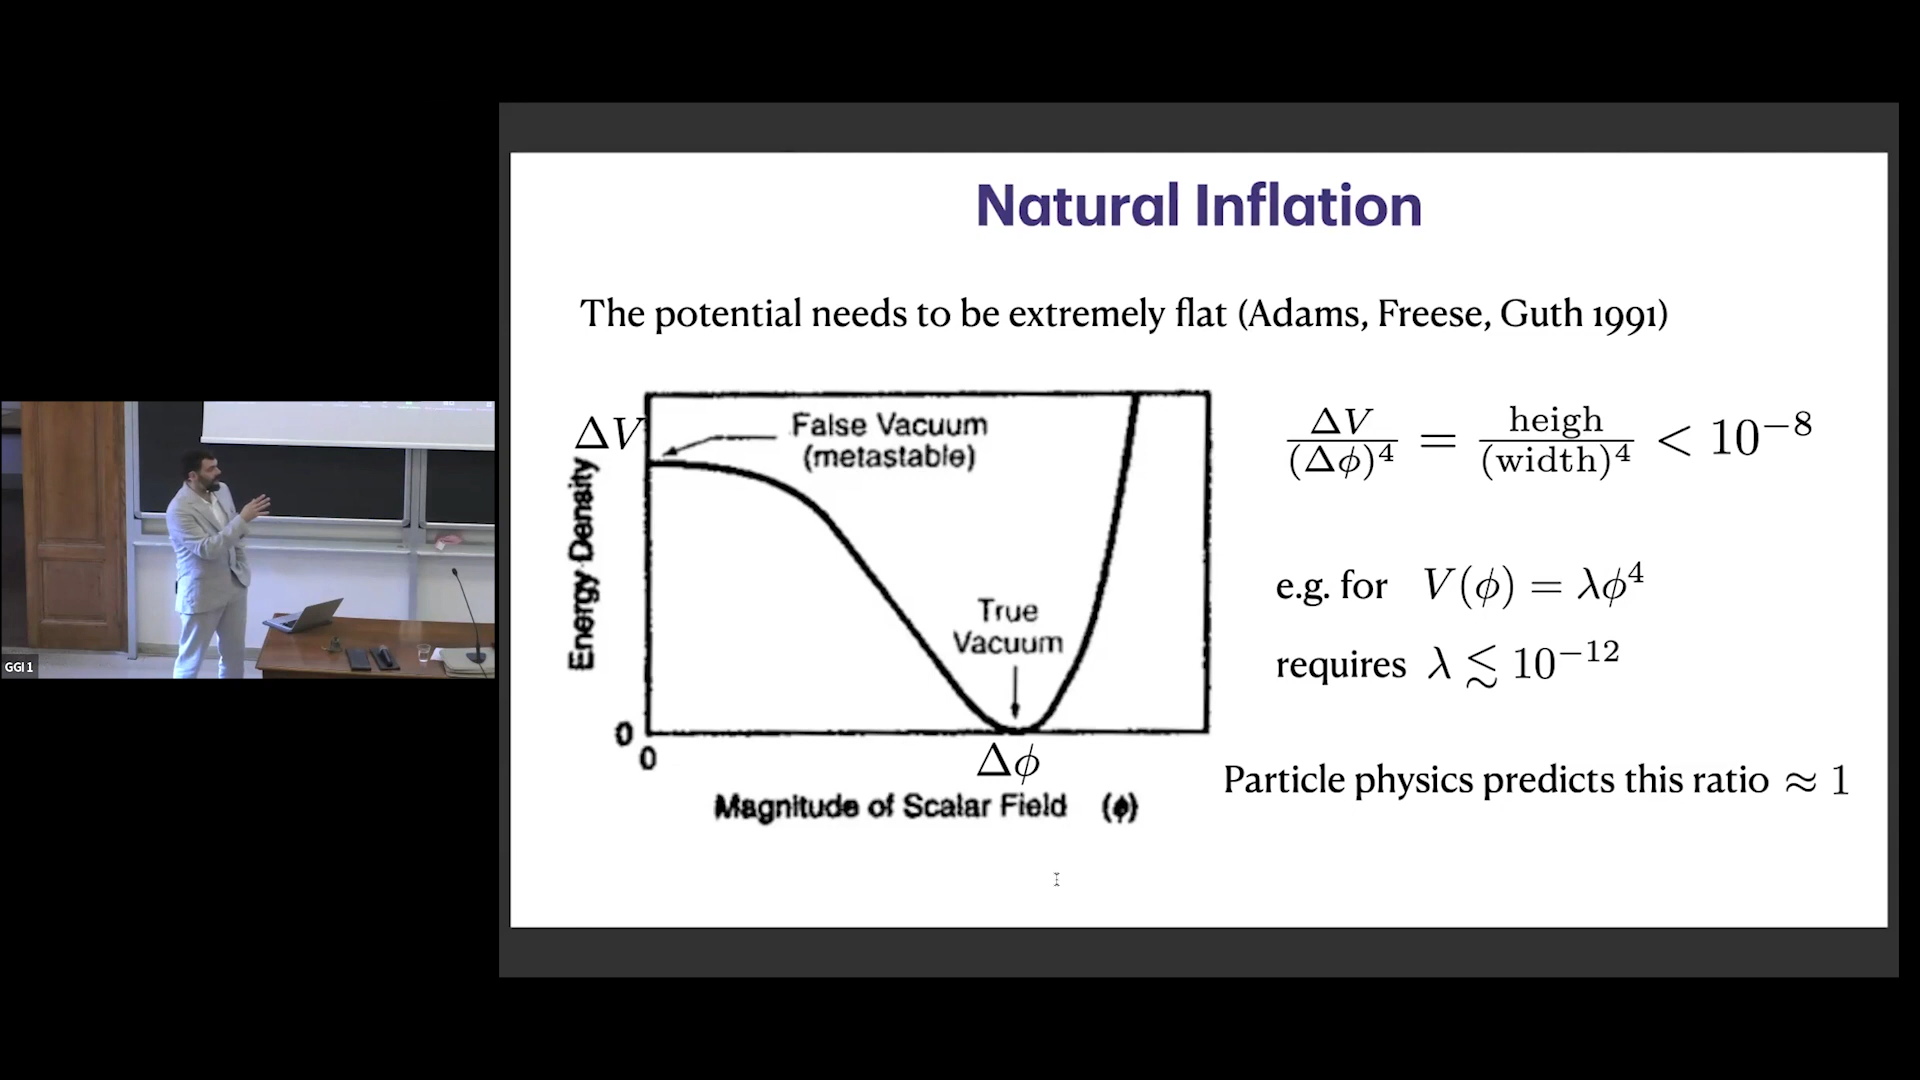 Natural Inflation
The potential needs to be extremely flat (Adams, Freese, Guth 1991)
ΔV
False Vacuum
(metastable)
Energy Density
True
Vacuum
0
0
Δϕ
Magnitude of Scalar Field (ϕ)
ΔV/(Δϕ)⁴ = heigh/(width)⁴ < 10⁻⁸
e.g. for V(ϕ) = λϕ⁴
requires λ ≲ 10⁻¹²
Particle physics predicts this ratio ≈ 1
GGI 1